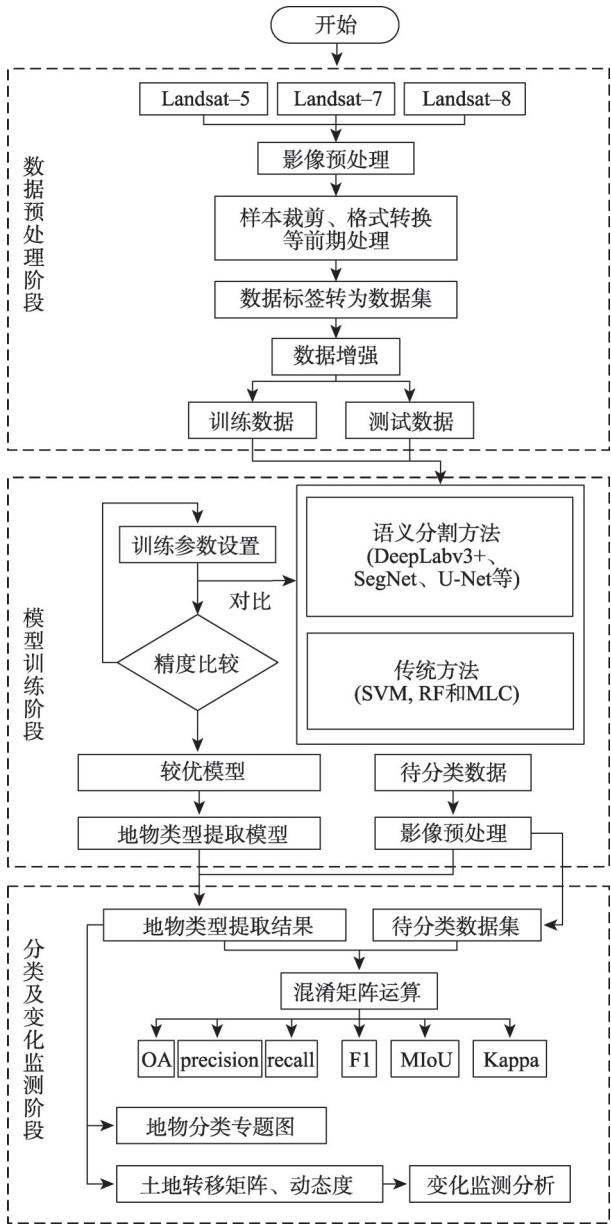 开始
数据预处理阶段
Landsat–5
Landsat–7
Landsat–8
影像预处理
样本裁剪、格式转换
等前期处理
数据标签转为数据集
数据增强
训练数据
测试数据
模型训练阶段
训练参数设置
对比
精度比较
语义分割方法
(DeepLabv3+、
SegNet、U-Net等)
传统方法
(SVM, RF和MLC)
较优模型
待分类数据
地物类型提取模型
影像预处理
分类及变化监测阶段
地物类型提取结果
待分类数据集
混淆矩阵运算
OA
precision
recall
F1
MIoU
Kappa
地物分类专题图
土地转移矩阵、动态度
变化监测分析